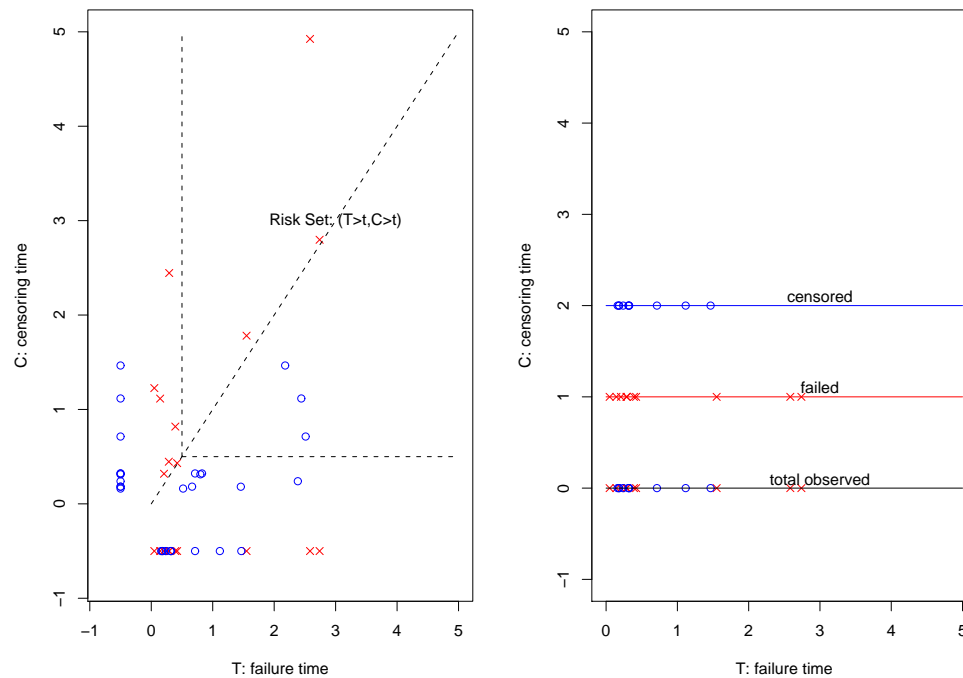 5
4
3
2
1
0
−1
C: censoring time
Risk Set: (T>t,C>t)
−1 0 1 2 3 4 5
T: failure time
5
4
3
2
1
0
−1
C: censoring time
censored
failed
total observed
0 1 2 3 4 5
T: failure time